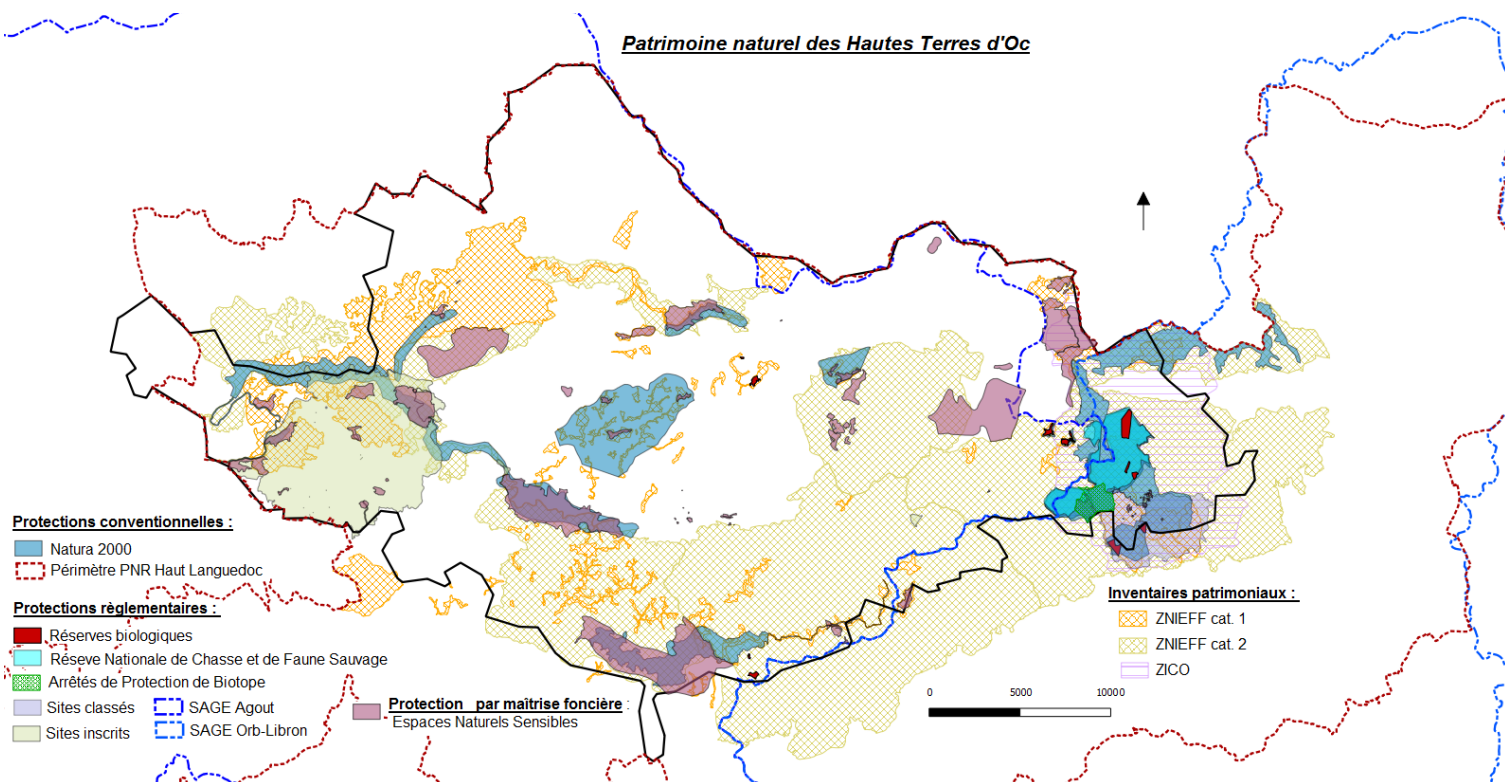 Patrimoine naturel des Hautes Terres d'Oc
Protections conventionnelles :
Natura 2000
Périmètre PNR Haut Languedoc
Protections règlementaires :
Réserves biologiques
Réseve Nationale de Chasse et de Faune Sauvage
Arrêtés de Protection de Biotope
Sites classés
SAGE Agout
Sites inscrits
SAGE Orb-Libron
Protection par maîtrise foncière :
Espaces Naturels Sensibles
Inventaires patrimoniaux :
ZNIEFF cat. 1
ZNIEFF cat. 2
ZICO
0 5000 10000